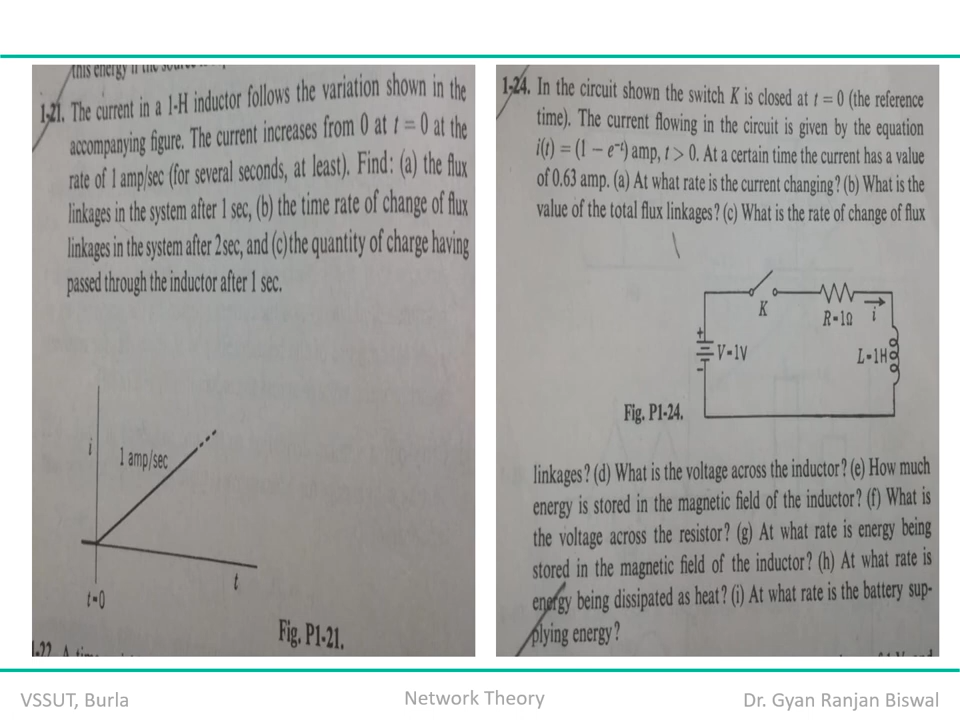 this energy if the
1-21. The current in a 1-H inductor follows the variation shown in the
accompanying figure. The current increases from 0 at t = 0 at the
rate of 1 amp/sec (for several seconds, at least). Find: (a) the flux
linkages in the system after 1 sec, (b) the time rate of change of flux
linkages in the system after 2 sec, and (c) the quantity of charge having
passed through the inductor after 1 sec.
i
1 amp/sec
t
t=0
Fig. P1-21.
1-22. A
1-24. In the circuit shown the switch K is closed at t = 0 (the reference
time). The current flowing in the circuit is given by the equation
i(t) = (1 − e⁻ᵗ) amp, t > 0. At a certain time the current has a value
of 0.63 amp. (a) At what rate is the current changing? (b) What is the
value of the total flux linkages? (c) What is the rate of change of flux
K
R=1Ω
i
+
V=1V
-
L=1H
Fig. P1-24.
linkages? (d) What is the voltage across the inductor? (e) How much
energy is stored in the magnetic field of the inductor? (f) What is
the voltage across the resistor? (g) At what rate is energy being
stored in the magnetic field of the inductor? (h) At what rate is
energy being dissipated as heat? (i) At what rate is the battery sup-
plying energy?
VSSUT, Burla
Network Theory
Dr. Gyan Ranjan Biswal